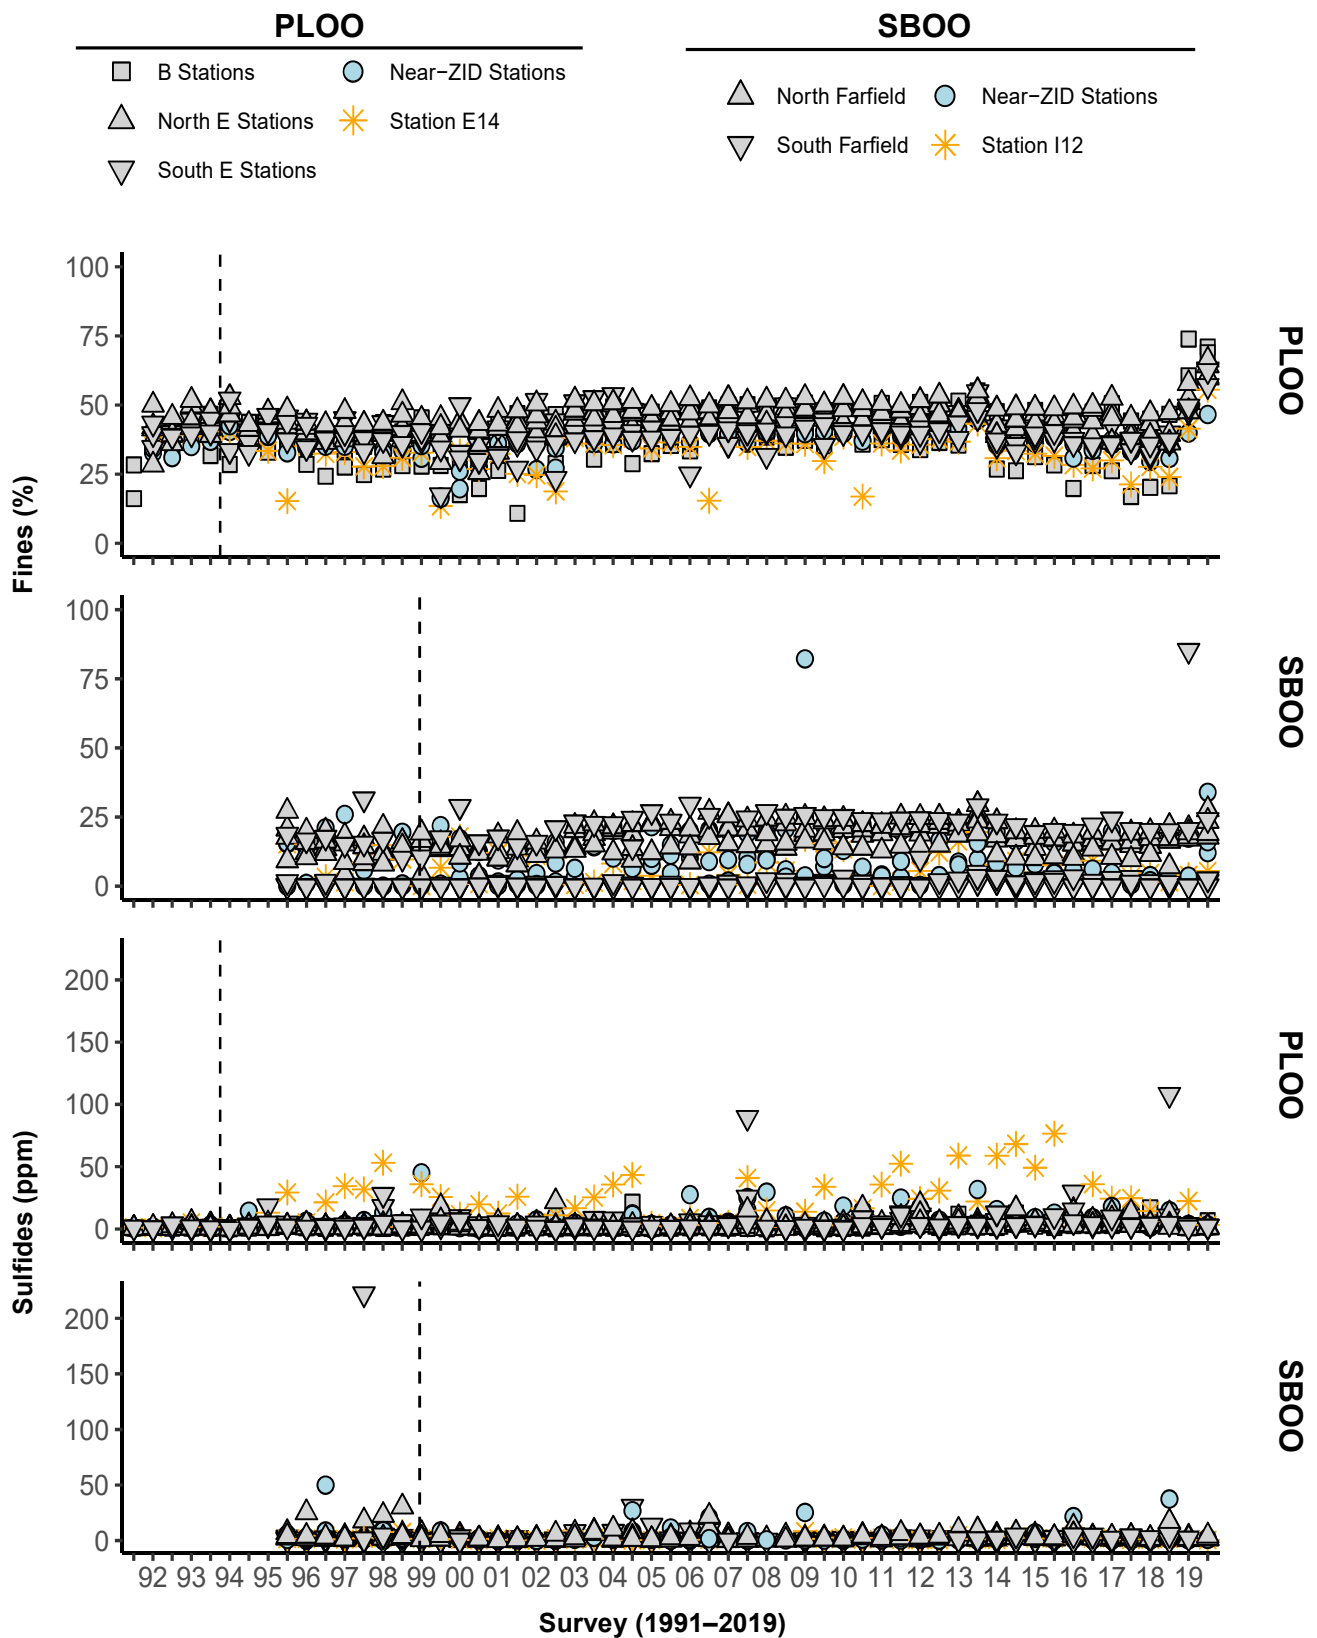 PLOO SBOO
B Stations Near−ZID Stations
North E Stations Station E14
South E Stations
North Farfield Near−ZID Stations
South Farfield Station I12
Fines (%)
100
75
50
25
0
PLOO
100
75
50
25
0
SBOO
Sulfides (ppm)
200
150
100
50
0
PLOO
200
150
100
50
0
SBOO
92 93 94 95 96 97 98 99 00 01 02 03 04 05 06 07 08 09 10 11 12 13 14 15 16 17 18 19
Survey (1991−2019)